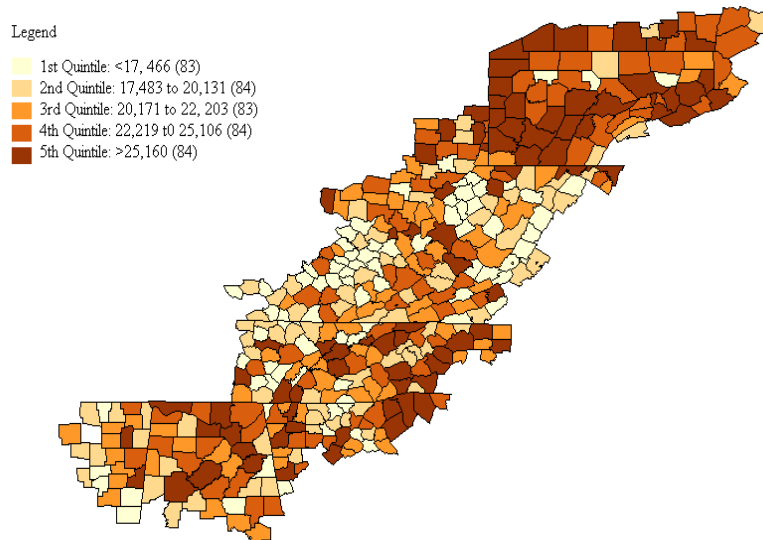 Legend
1st Quintile: <17, 466 (83)
2nd Quintile: 17,483 to 20,131 (84)
3rd Quintile: 20,171 to 22, 203 (83)
4th Quintile: 22,219 t0 25,106 (84)
5th Quintile: >25,160 (84)